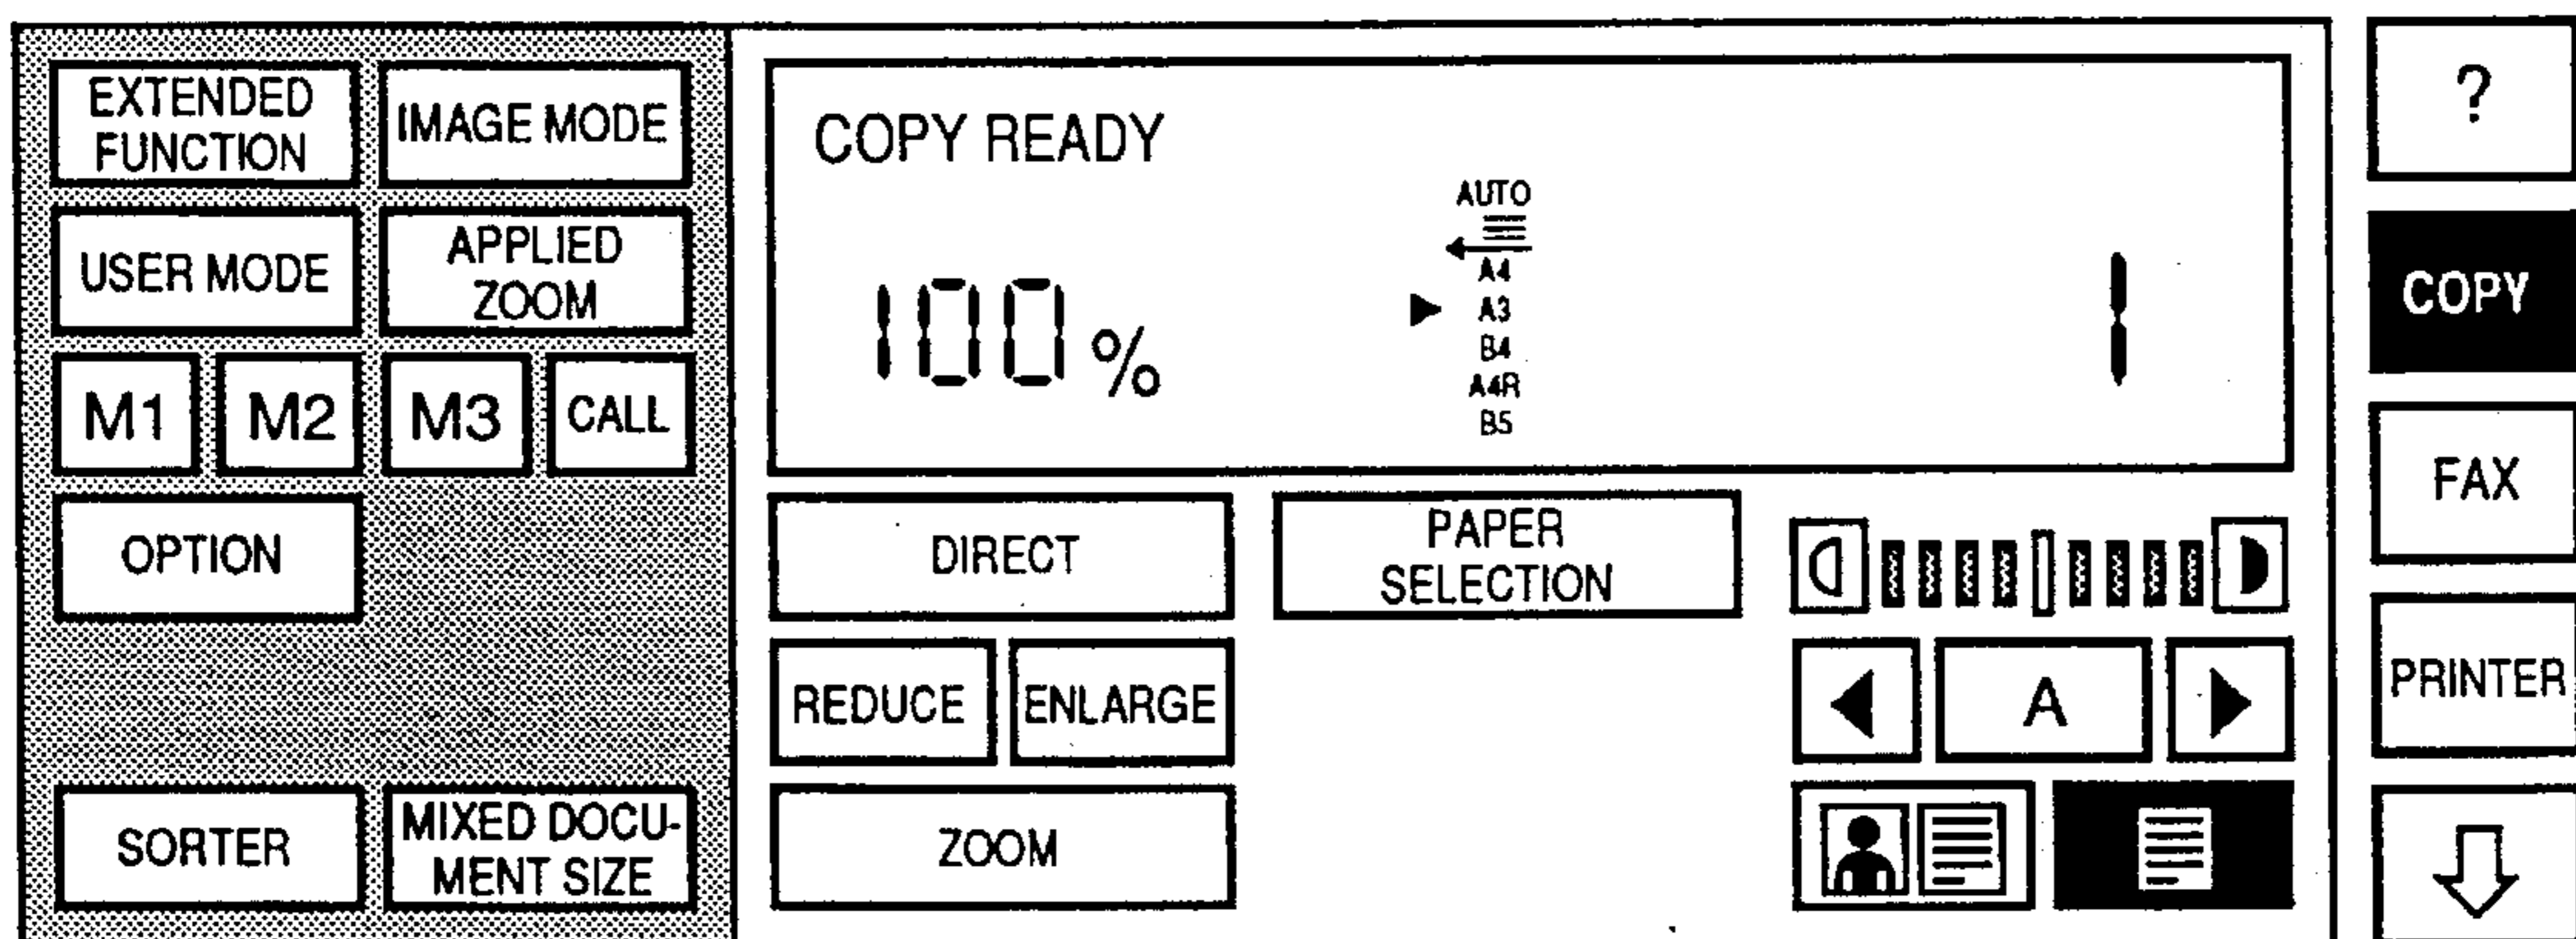 EXTENDED
FUNCTION
IMAGE MODE
USER MODE
APPLIED
ZOOM
M1
M2
M3
CALL
OPTION
SORTER
MIXED DOCU-
MENT SIZE
COPY READY
100%
AUTO
A4
A3
B4
A4R
B5
1
DIRECT
PAPER
SELECTION
REDUCE
ENLARGE
A
ZOOM
?
COPY
FAX
PRINTER